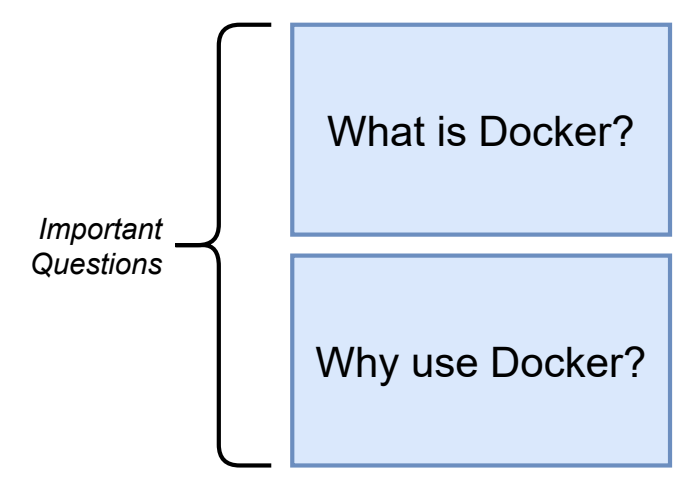 What is Docker?
Important
Questions
Why use Docker?